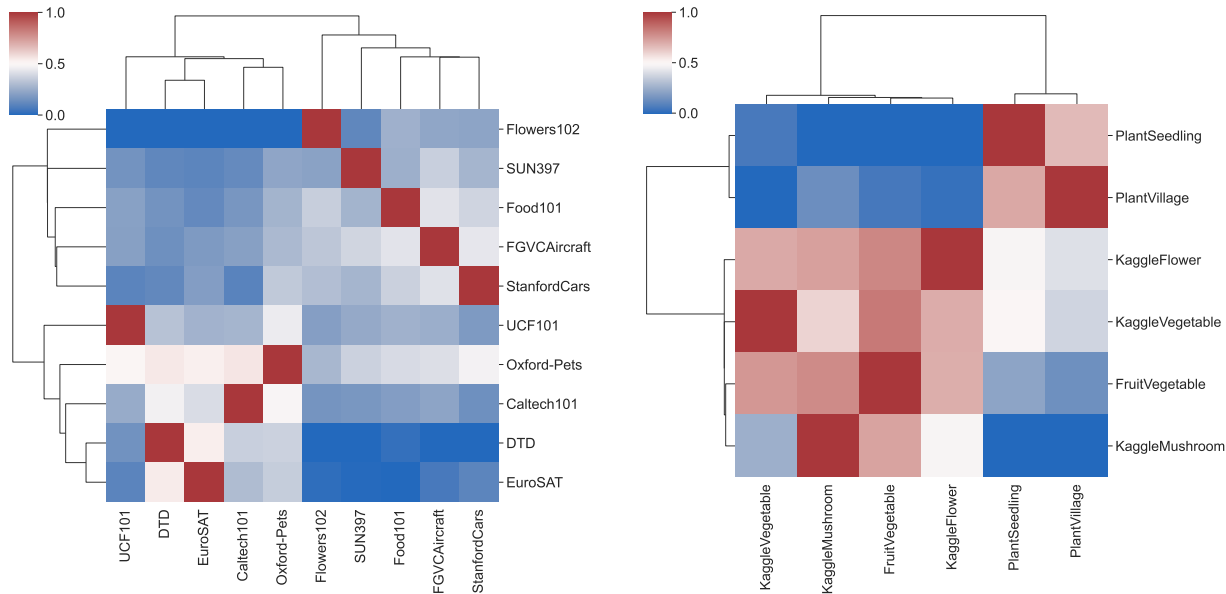 1.0
0.5
0.0
Flowers102
SUN397
Food101
FGVCAircraft
StanfordCars
UCF101
Oxford-Pets
Caltech101
DTD
EuroSAT
UCF101
DTD
EuroSAT
Caltech101
Oxford-Pets
Flowers102
SUN397
Food101
FGVCAircraft
StanfordCars
1.0
0.5
0.0
PlantSeedling
PlantVillage
KaggleFlower
KaggleVegetable
FruitVegetable
KaggleMushroom
KaggleVegetable
KaggleMushroom
FruitVegetable
KaggleFlower
PlantSeedling
PlantVillage